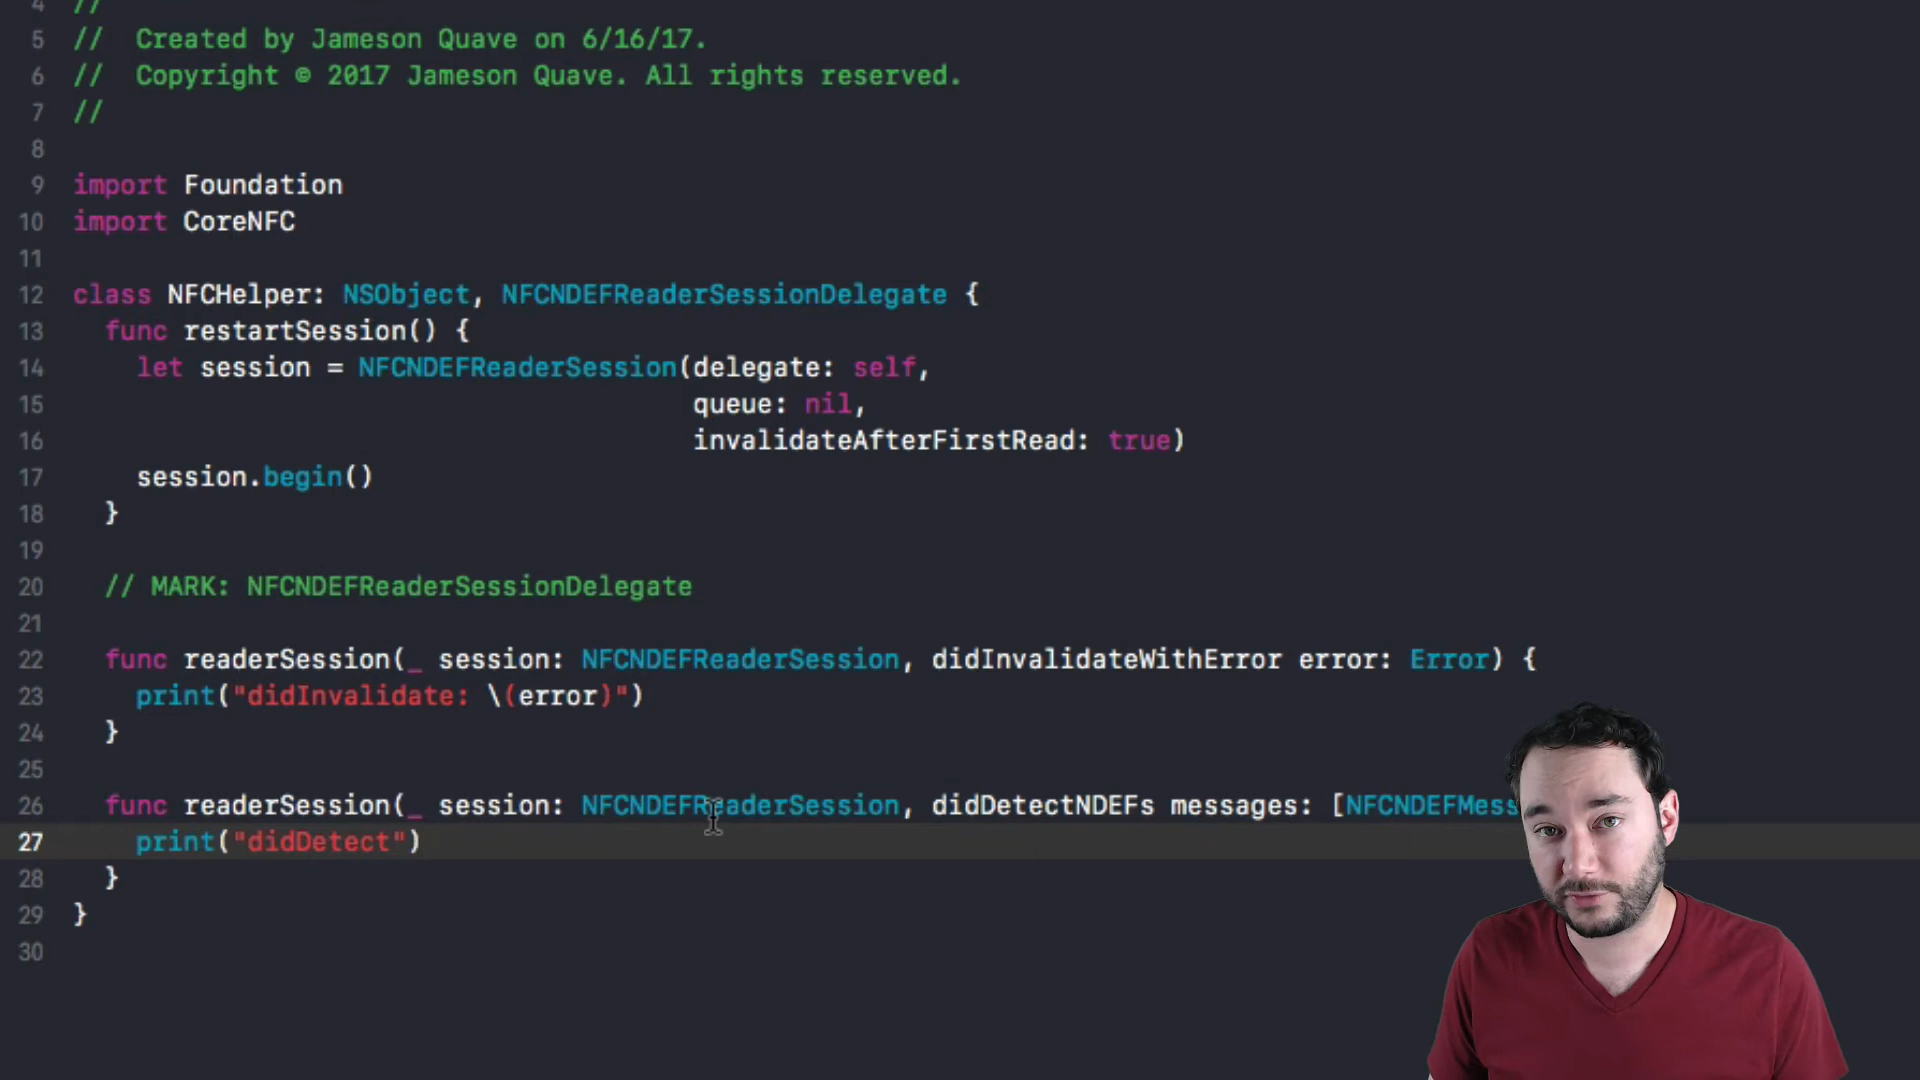 4 //
5 //  Created by Jameson Quave on 6/16/17.
6 //  Copyright © 2017 Jameson Quave. All rights reserved.
7 //
8
9 import Foundation
10 import CoreNFC
11
12 class NFCHelper: NSObject, NFCNDEFReaderSessionDelegate {
13   func restartSession() {
14     let session = NFCNDEFReaderSession(delegate: self,
15                                        queue: nil,
16                                        invalidateAfterFirstRead: true)
17     session.begin()
18   }
19
20   // MARK: NFCNDEFReaderSessionDelegate
21
22   func readerSession(_ session: NFCNDEFReaderSession, didInvalidateWithError error: Error) {
23     print("didInvalidate: \(error)")
24   }
25
26   func readerSession(_ session: NFCNDEFReaderSession, didDetectNDEFs messages: [NFCNDEFMess
27     print("didDetect")
28   }
29 }
30